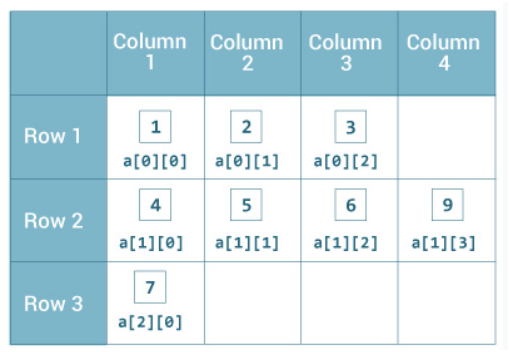 Column 1 Column 2 Column 3 Column 4
Row 1 1 2 3
a[0][0] a[0][1] a[0][2]
Row 2 4 5 6 9
a[1][0] a[1][1] a[1][2] a[1][3]
Row 3 7
a[2][0]